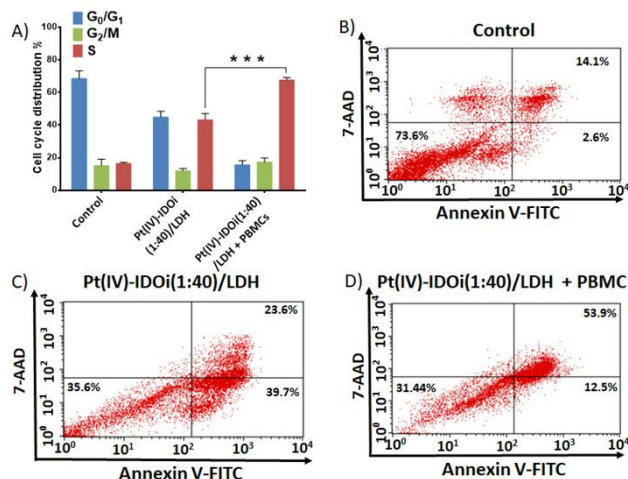 A)
G0/G1
G2/M
S
***
Cell cycle distribution %
100
80
60
40
20
0
Control
Pt(IV)-IDOi
(1:40)/LDH
Pt(IV)-IDOi(1:40)
/LDH + PBMCs
B)
Control
7-AAD
10^4
10^3
10^2
10^1
10^0
14.1%
73.6%
2.6%
10^0 10^1 10^2 10^3 10^4
Annexin V-FITC
C)
Pt(IV)-IDOi(1:40)/LDH
7-AAD
10^4
10^3
10^2
10^1
10^0
23.6%
35.6%
39.7%
10^0 10^1 10^2 10^3 10^4
Annexin V-FITC
D)
Pt(IV)-IDOi(1:40)/LDH + PBMC
7-AAD
10^4
10^3
10^2
10^1
10^0
53.9%
31.44%
12.5%
10^0 10^1 10^2 10^3 10^4
Annexin V-FITC